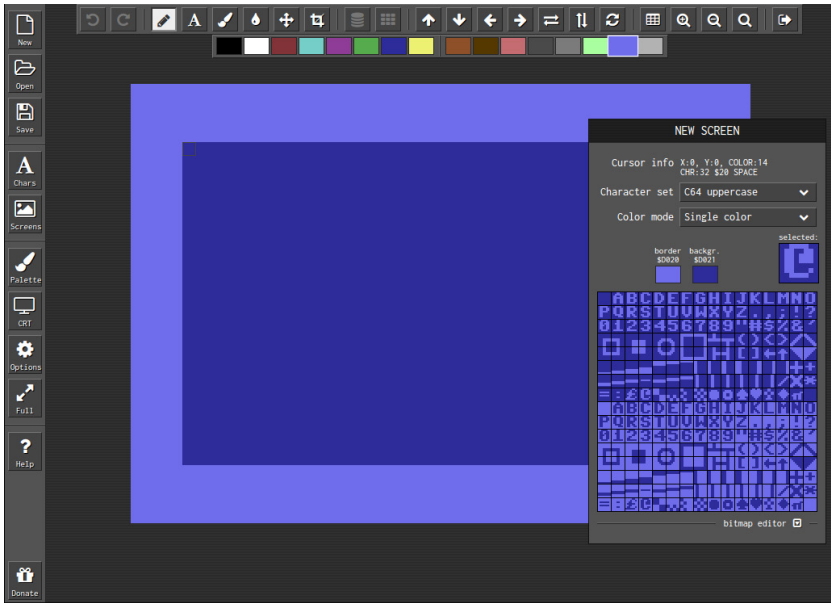 New
Open
Save
A
Chars
Screens
Palette
CRT
Options
Full
?
Help
Donate
A
NEW SCREEN
Cursor info X:0, Y:0, COLOR:14
CHR:32 $20 SPACE
Character set C64 uppercase
Color mode Single color
selected:
border backgr.
$D020 $D021
ABCDEFGHIJKLMNO
PQRSTUVWXYZ.,;:!?
0123456789"#$%&'
ABCDEFGHIJKLMNO
PQRSTUVWXYZ.,;:!?
0123456789"#$%&'
bitmap editor